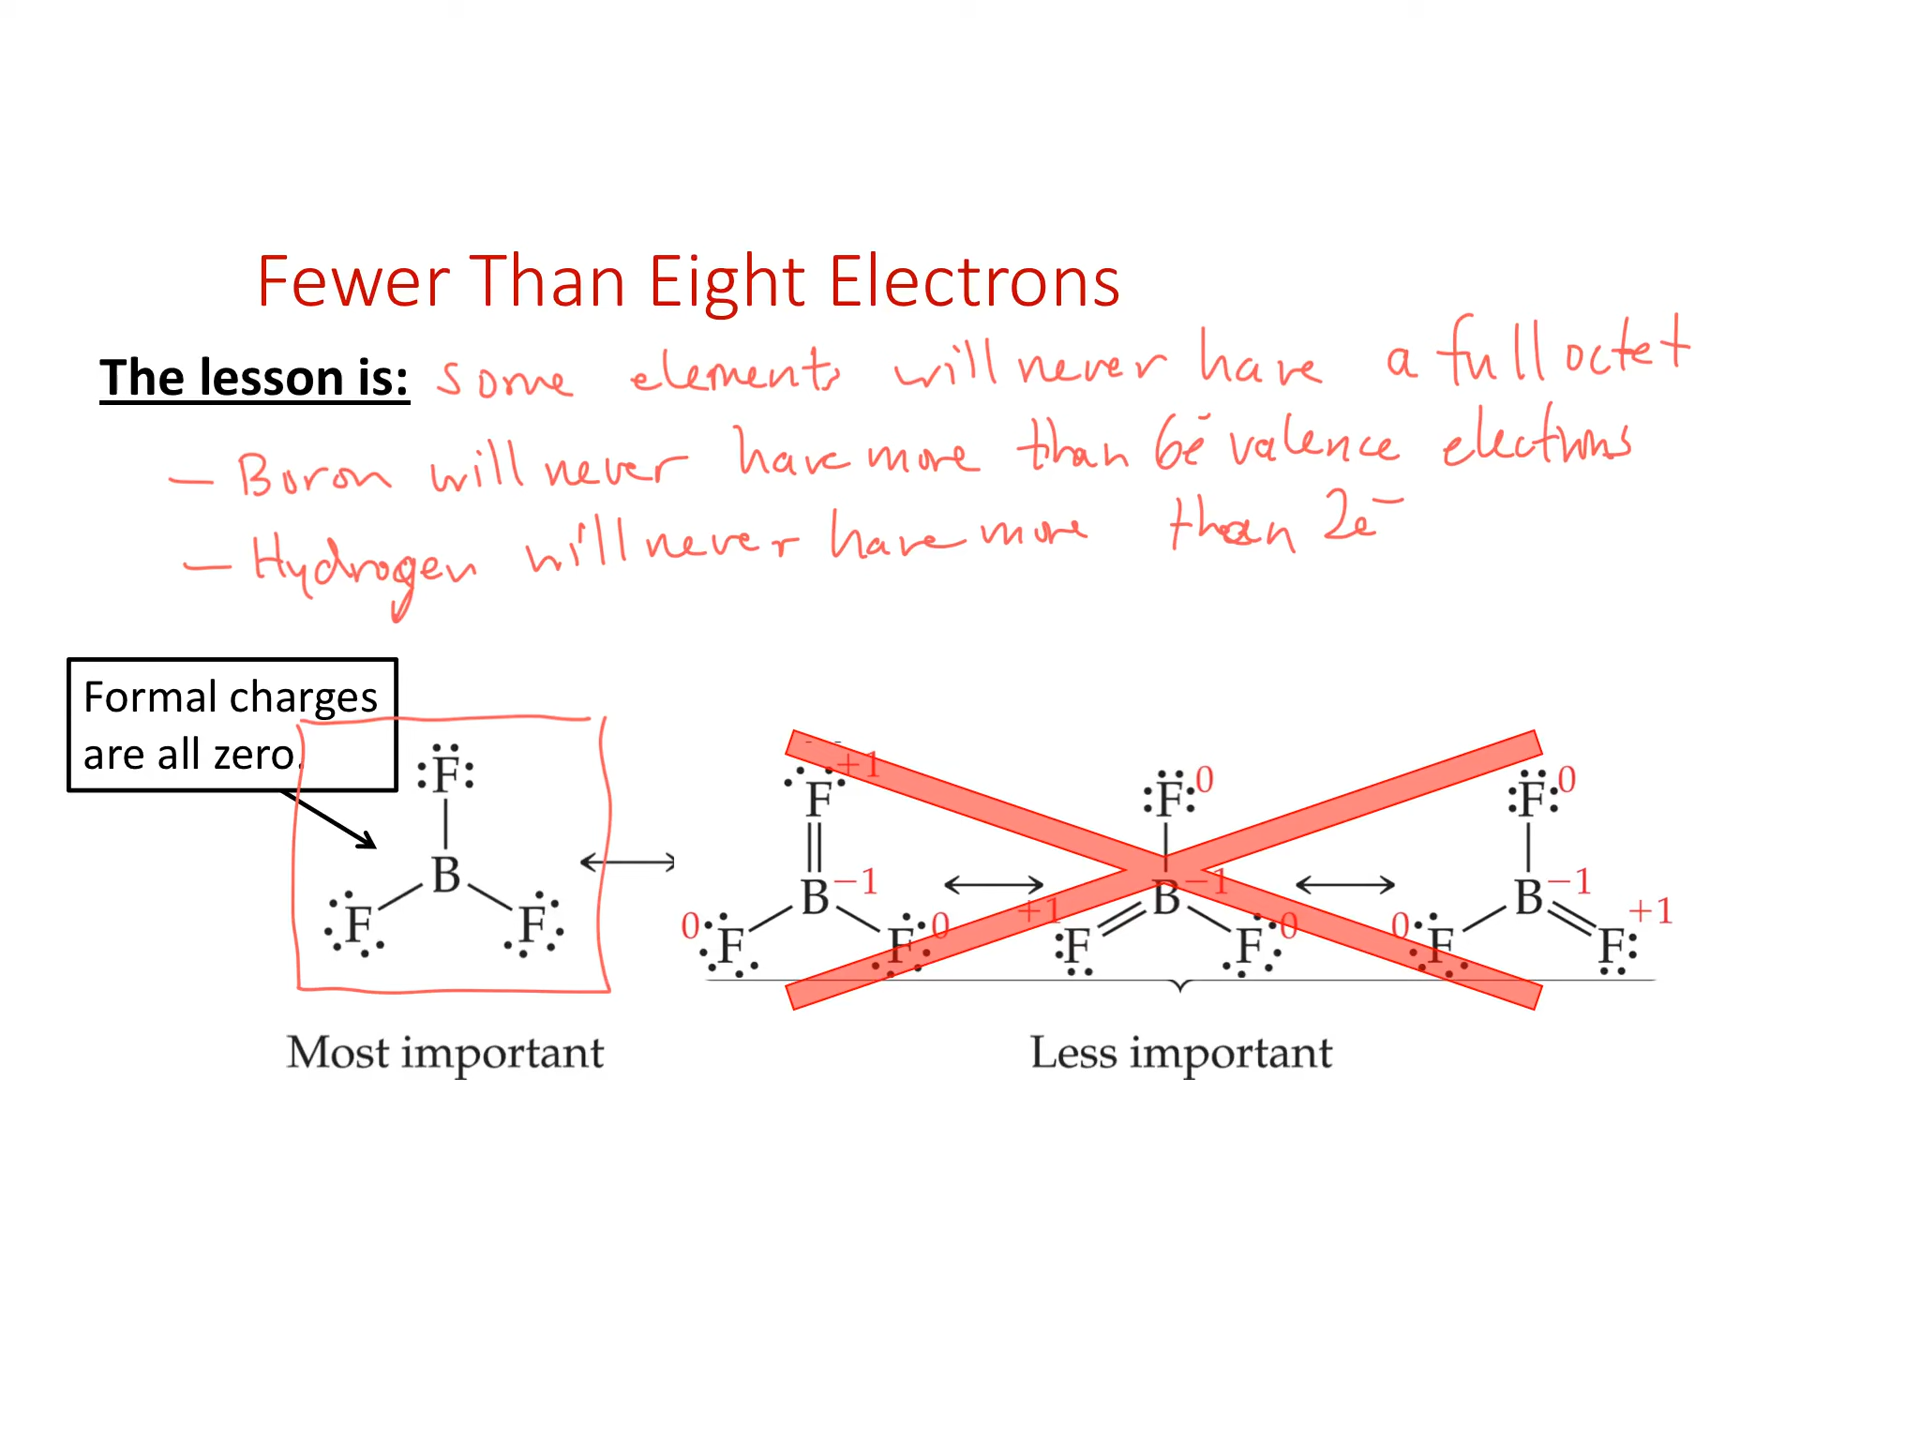 Fewer Than Eight Electrons
The lesson is: some elements will never have a full octet
– Boron will never have more than 6e⁻ valence electrons
– Hydrogen will never have more than 2e⁻
Formal charges
are all zero.
F
B
F F
+1
F
B −1
0 F F 0
F 0
B −1
+1 F F 0
F 0
B −1
0 F F +1
Most important
Less important